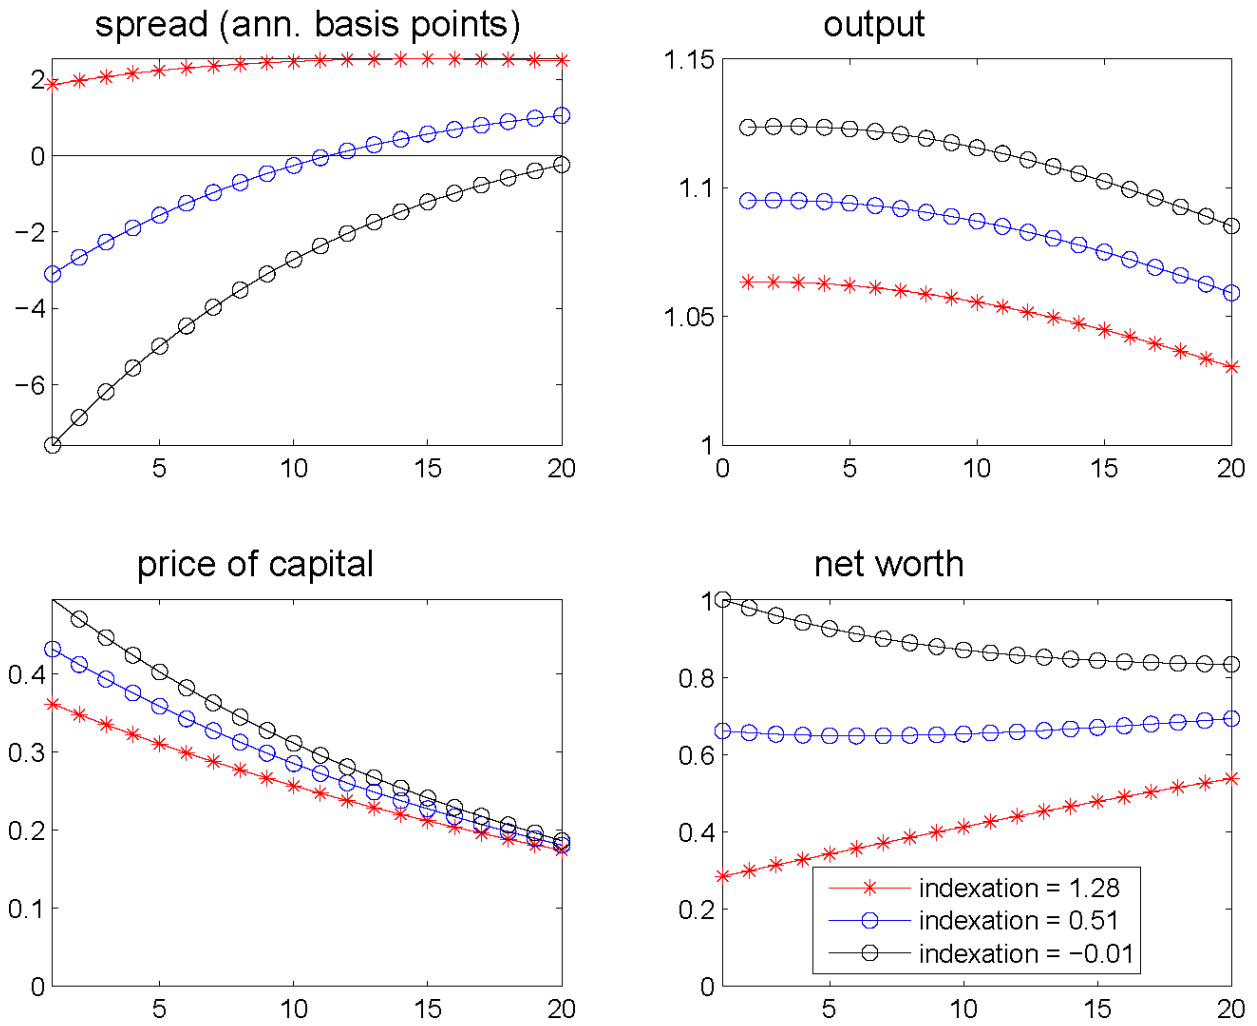 spread (ann. basis points)
2
0
−2
−4
−6
5 10 15 20
output
1.15
1.1
1.05
1
0 5 10 15 20
price of capital
0.4
0.3
0.2
0.1
0
5 10 15 20
net worth
1
0.8
0.6
0.4
0.2
0
5 10 15 20
indexation = 1.28
indexation = 0.51
indexation = −0.01